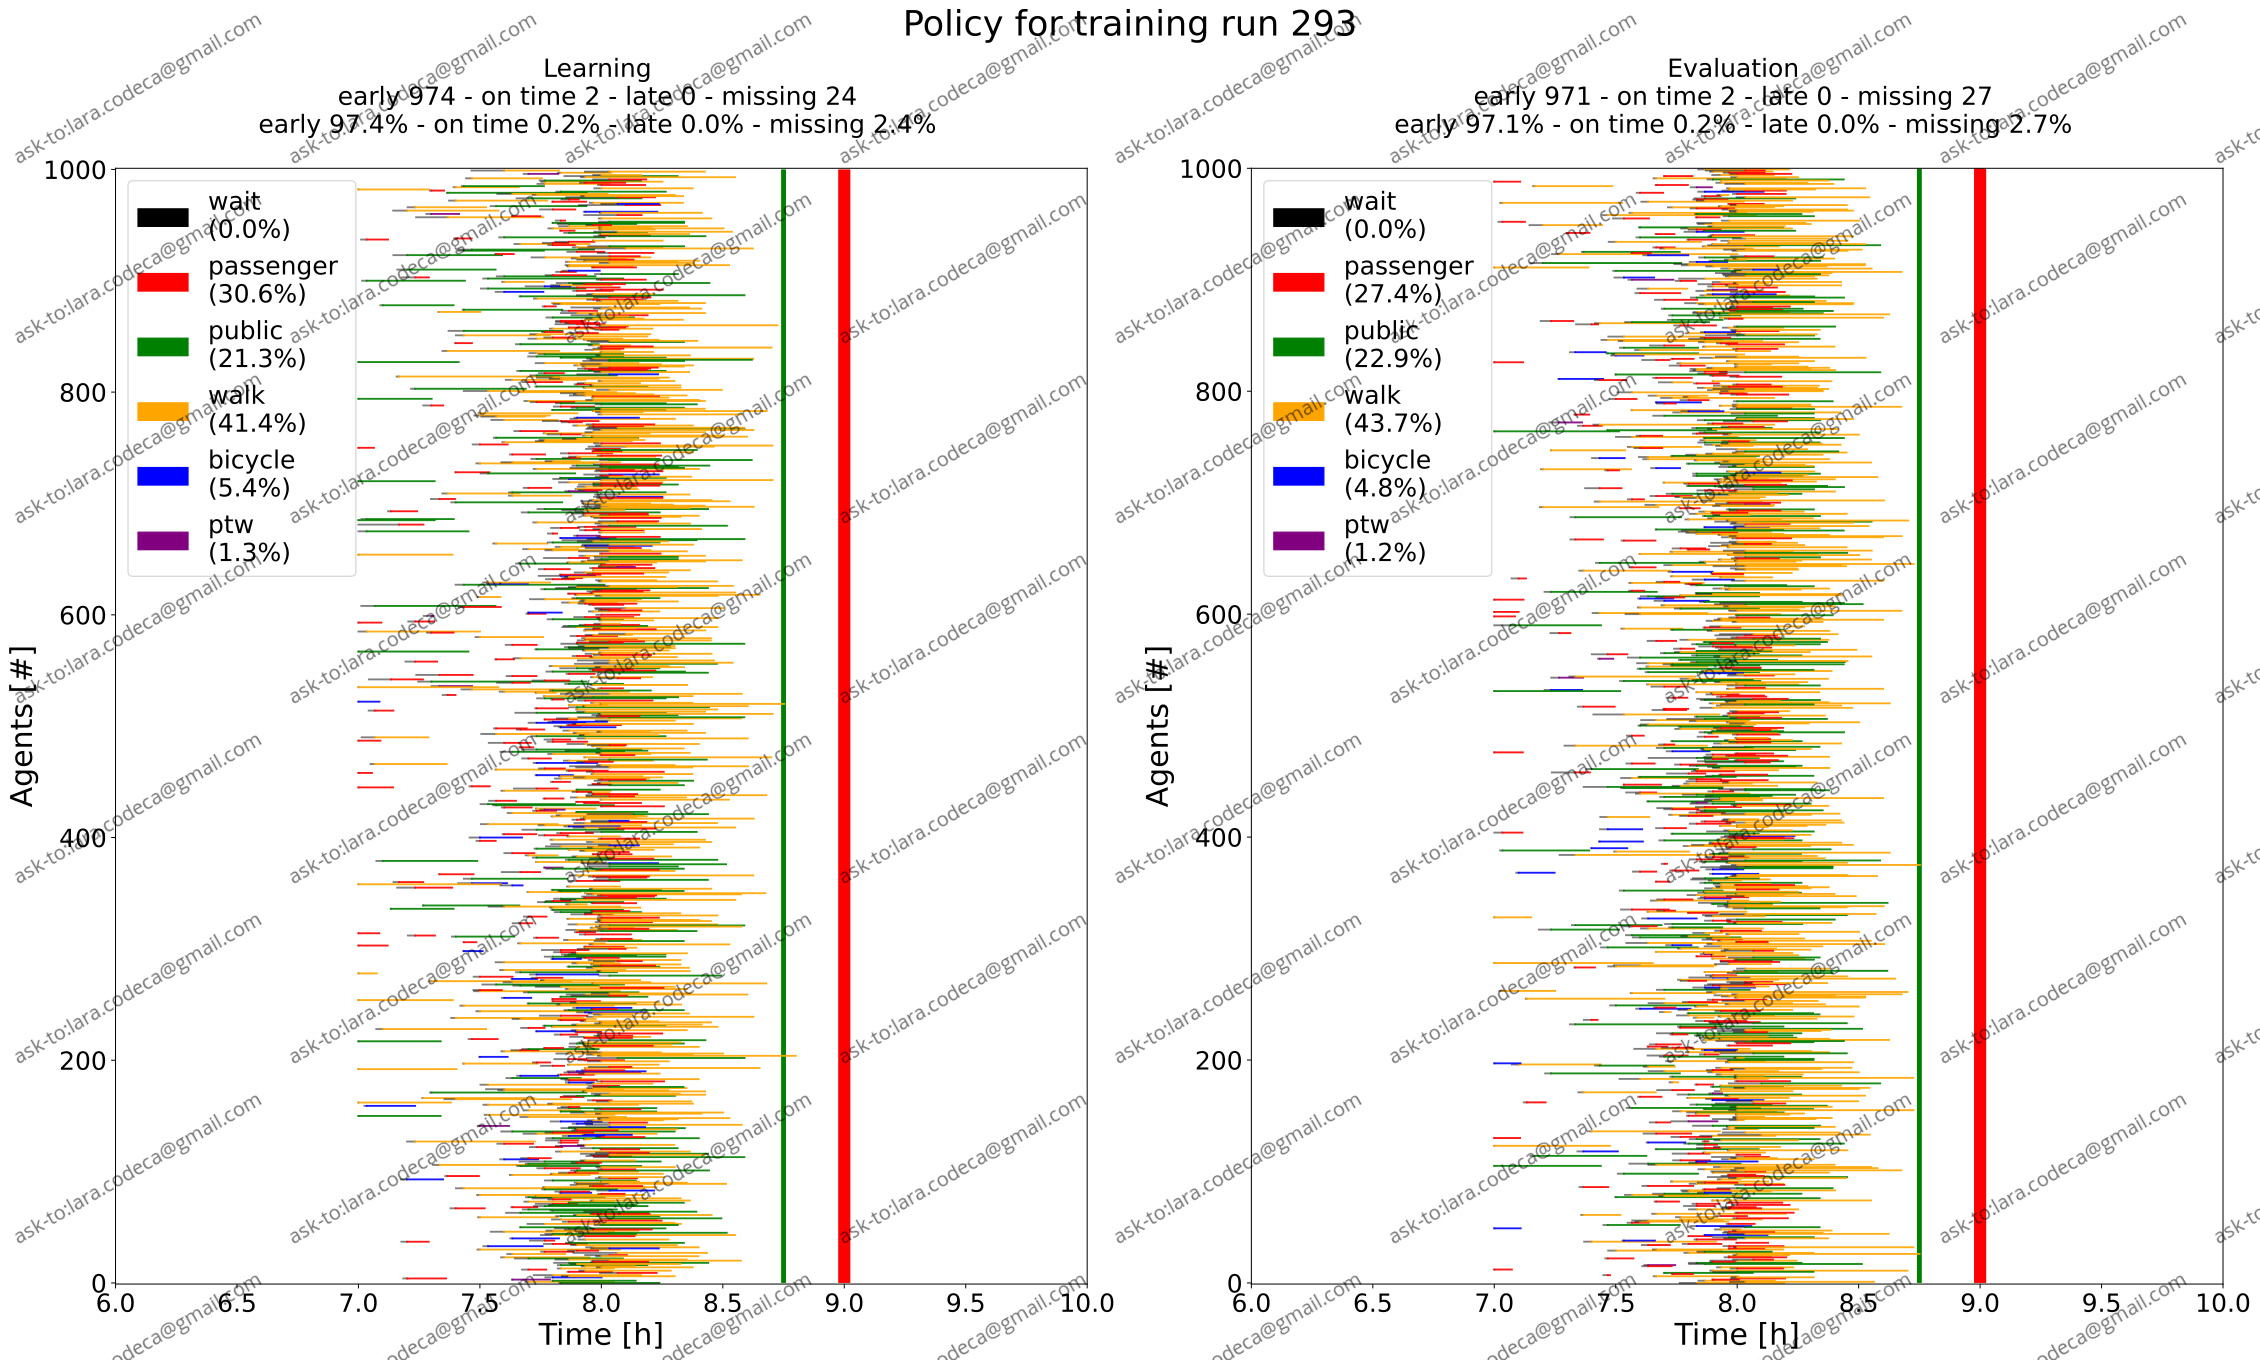 Policy for training run 293
Learning
early 974 - on time 2 - late 0 - missing 24
early 97.4% - on time 0.2% - late 0.0% - missing 2.4%
1000
800
600
400
200
0
Agents [#]
wait
(0.0%)
passenger
(30.6%)
public
(21.3%)
walk
(41.4%)
bicycle
(5.4%)
ptw
(1.3%)
6.0 6.5 7.0 7.5 8.0 8.5 9.0 9.5 10.0
Time [h]
Evaluation
early 971 - on time 2 - late 0 - missing 27
early 97.1% - on time 0.2% - late 0.0% - missing 2.7%
1000
800
600
400
200
0
Agents [#]
wait
(0.0%)
passenger
(27.4%)
public
(22.9%)
walk
(43.7%)
bicycle
(4.8%)
ptw
(1.2%)
6.0 6.5 7.0 7.5 8.0 8.5 9.0 9.5 10.0
Time [h]
ask-to:lara.codeca@gmail.com